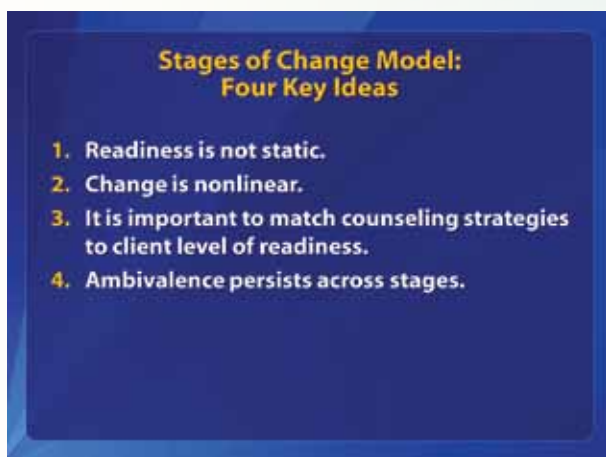 Stages of Change Model:
Four Key Ideas
1. Readiness is not static.
2. Change is nonlinear.
3. It is important to match counseling strategies
to client level of readiness.
4. Ambivalence persists across stages.